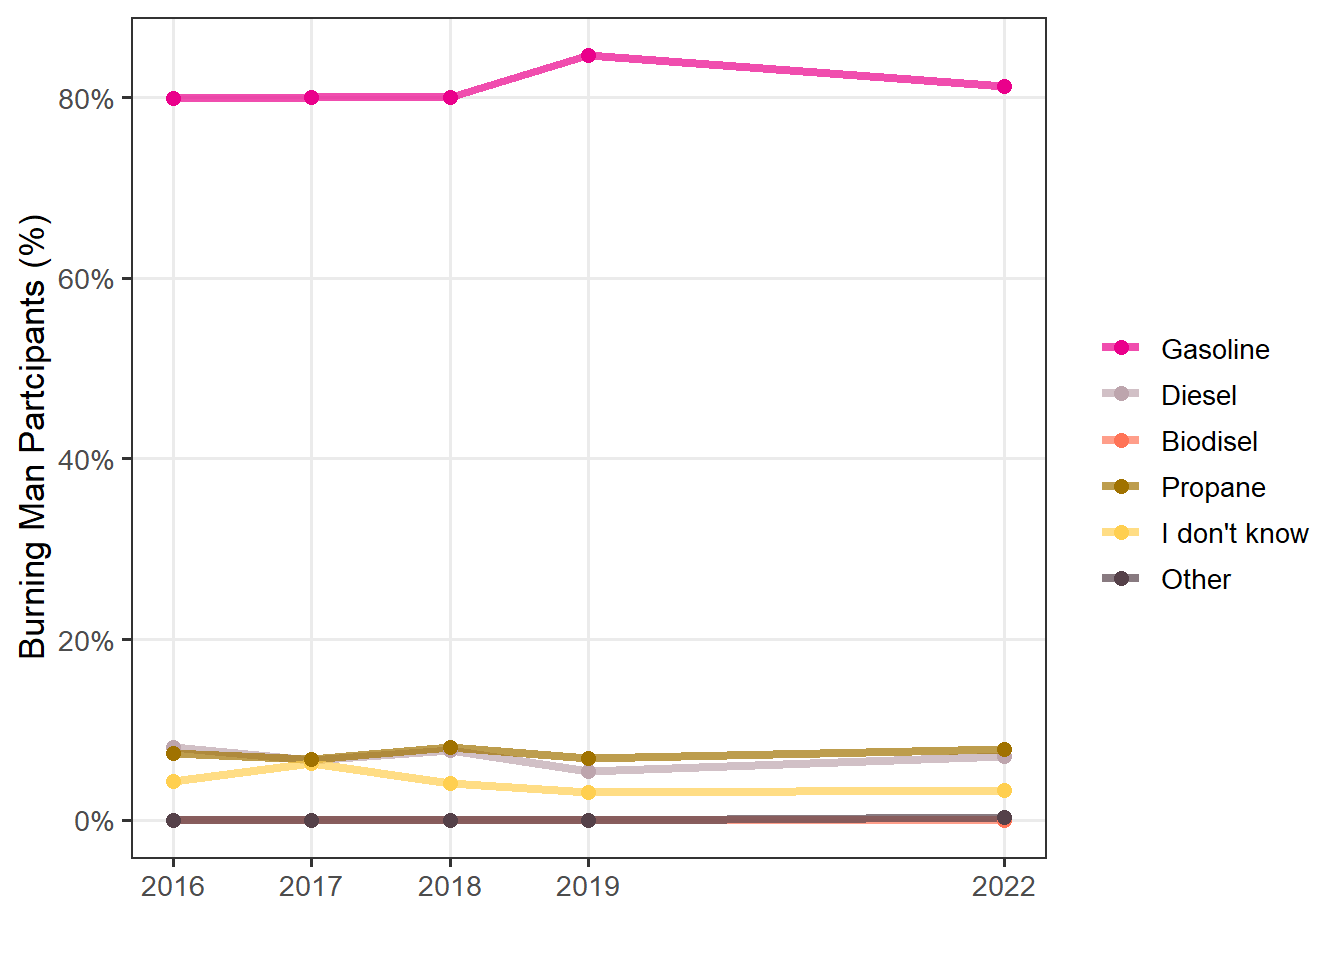 Burning Man Partcipants (%)
80%
60%
40%
20%
0%
2016 2017 2018 2019 2022
Gasoline
Diesel
Biodisel
Propane
I don't know
Other